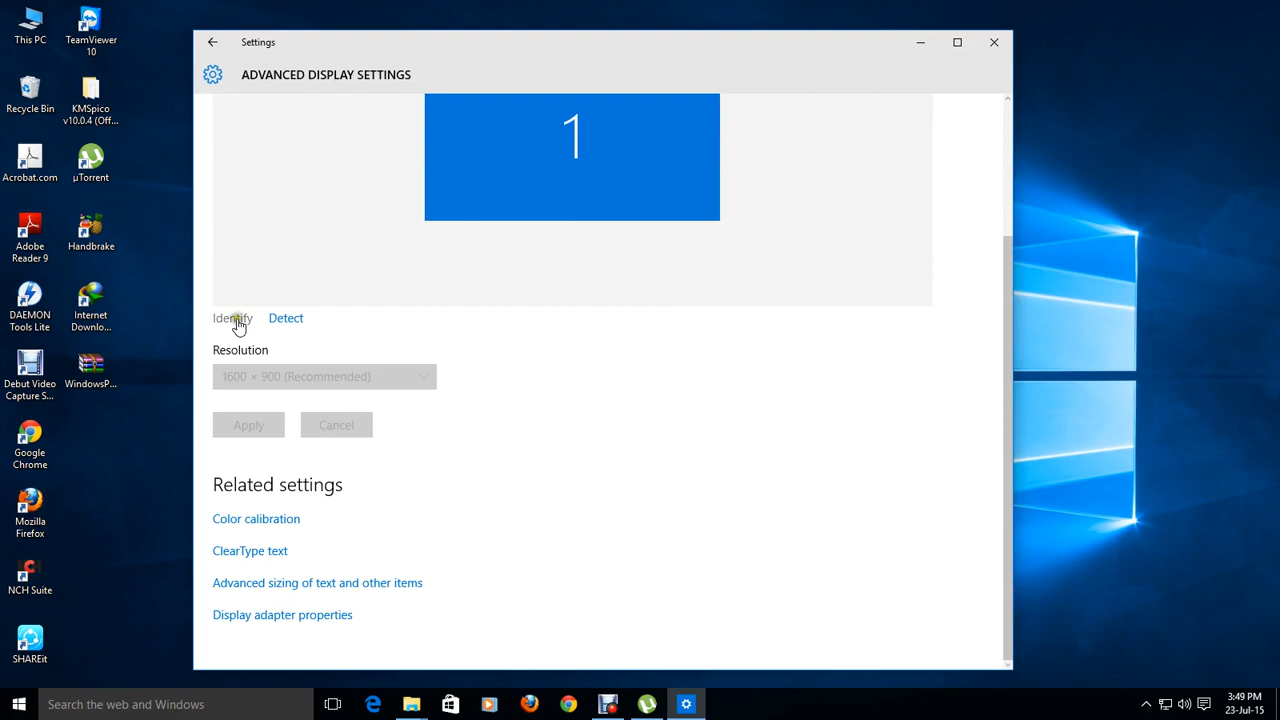 This PC
TeamViewer
10
Recycle Bin
KMSpico
v10.0.4 (Off...
Acrobat.com
µTorrent
Adobe
Reader 9
Handbrake
DAEMON
Tools Lite
Internet
Downlo...
Debut Video
Capture S...
WindowsP...
Google
Chrome
Mozilla
Firefox
NCH Suite
SHAREit
Settings
ADVANCED DISPLAY SETTINGS
1
Identify
Detect
Resolution
1600 × 900 (Recommended)
Apply
Cancel
Related settings
Color calibration
ClearType text
Advanced sizing of text and other items
Display adapter properties
Search the web and Windows
3:49 PM
23-Jul-15